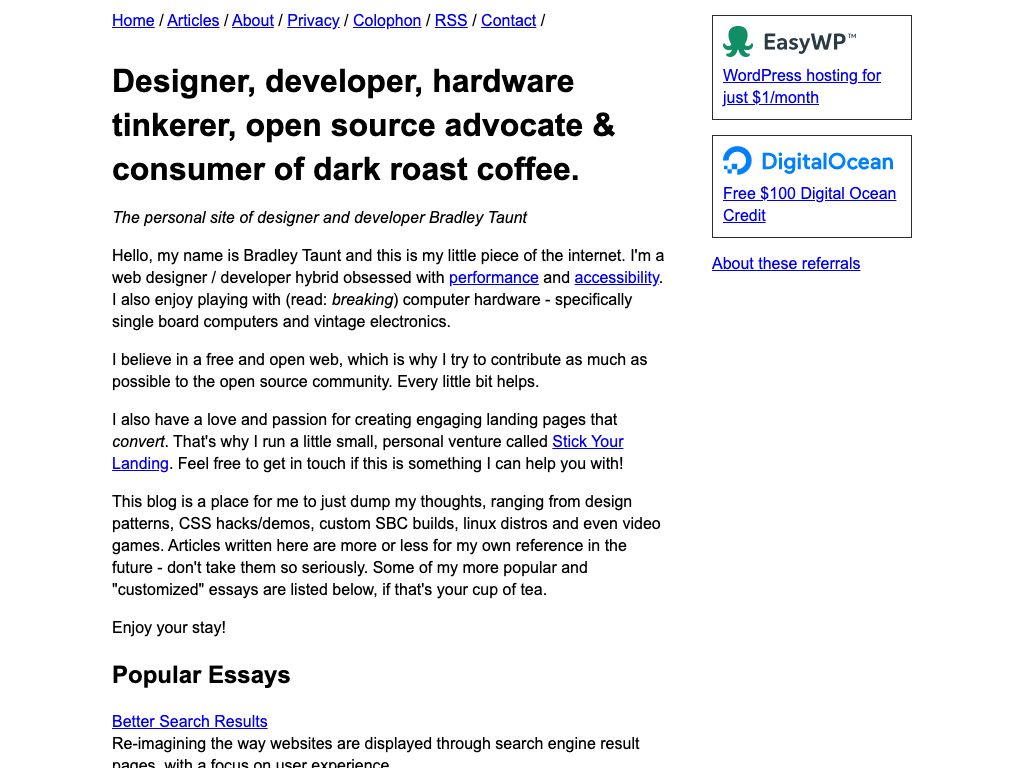 Home / Articles / About / Privacy / Colophon / RSS / Contact /
Designer, developer, hardware
tinkerer, open source advocate &
consumer of dark roast coffee.
The personal site of designer and developer Bradley Taunt
Hello, my name is Bradley Taunt and this is my little piece of the internet. I'm a
web designer / developer hybrid obsessed with performance and accessibility.
I also enjoy playing with (read: breaking) computer hardware - specifically
single board computers and vintage electronics.
I believe in a free and open web, which is why I try to contribute as much as
possible to the open source community. Every little bit helps.
I also have a love and passion for creating engaging landing pages that
convert. That's why I run a little small, personal venture called Stick Your
Landing. Feel free to get in touch if this is something I can help you with!
This blog is a place for me to just dump my thoughts, ranging from design
patterns, CSS hacks/demos, custom SBC builds, linux distros and even video
games. Articles written here are more or less for my own reference in the
future - don't take them so seriously. Some of my more popular and
"customized" essays are listed below, if that's your cup of tea.
Enjoy your stay!
Popular Essays
Better Search Results
Re-imagining the way websites are displayed through search engine result
pages, with a focus on user experience
EasyWP™
WordPress hosting for
just $1/month
DigitalOcean
Free $100 Digital Ocean
Credit
About these referrals